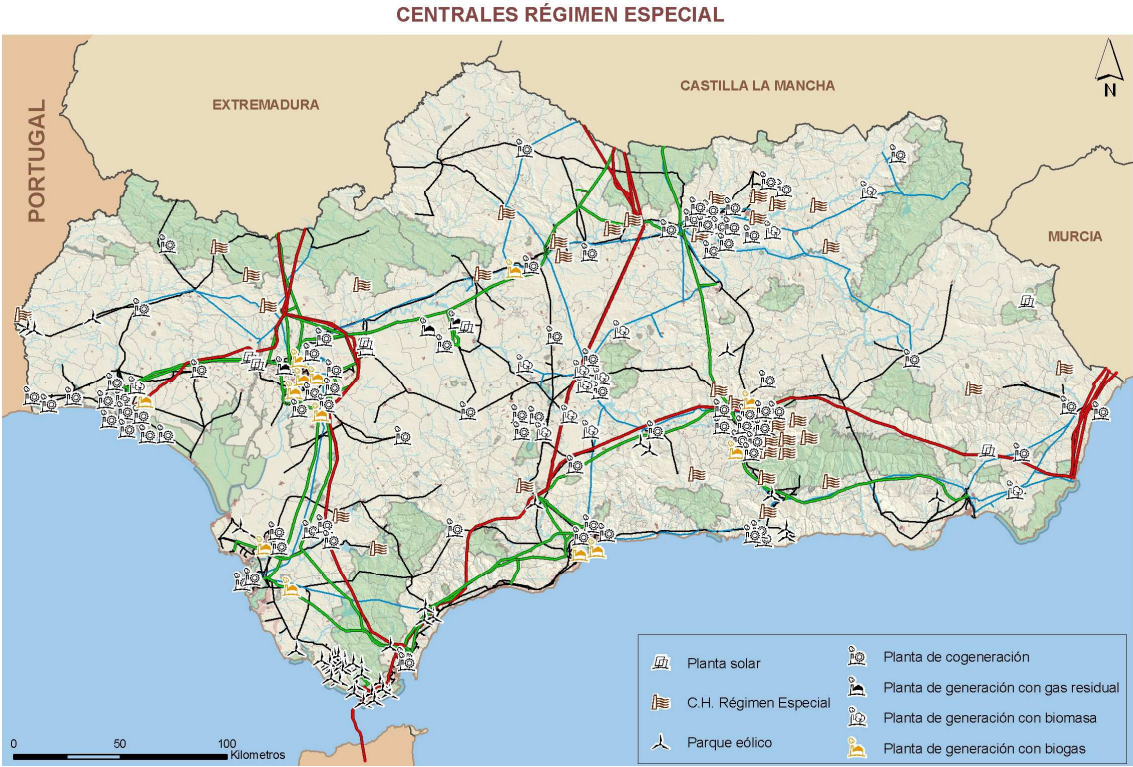 CENTRALES RÉGIMEN ESPECIAL
EXTREMADURA
CASTILLA LA MANCHA
N
PORTUGAL
MURCIA
Planta solar
C.H. Régimen Especial
Parque eólico
Planta de cogeneración
Planta de generación con gas residual
Planta de generación con biomasa
Planta de generación con biogas
0 50 100
Kilometros